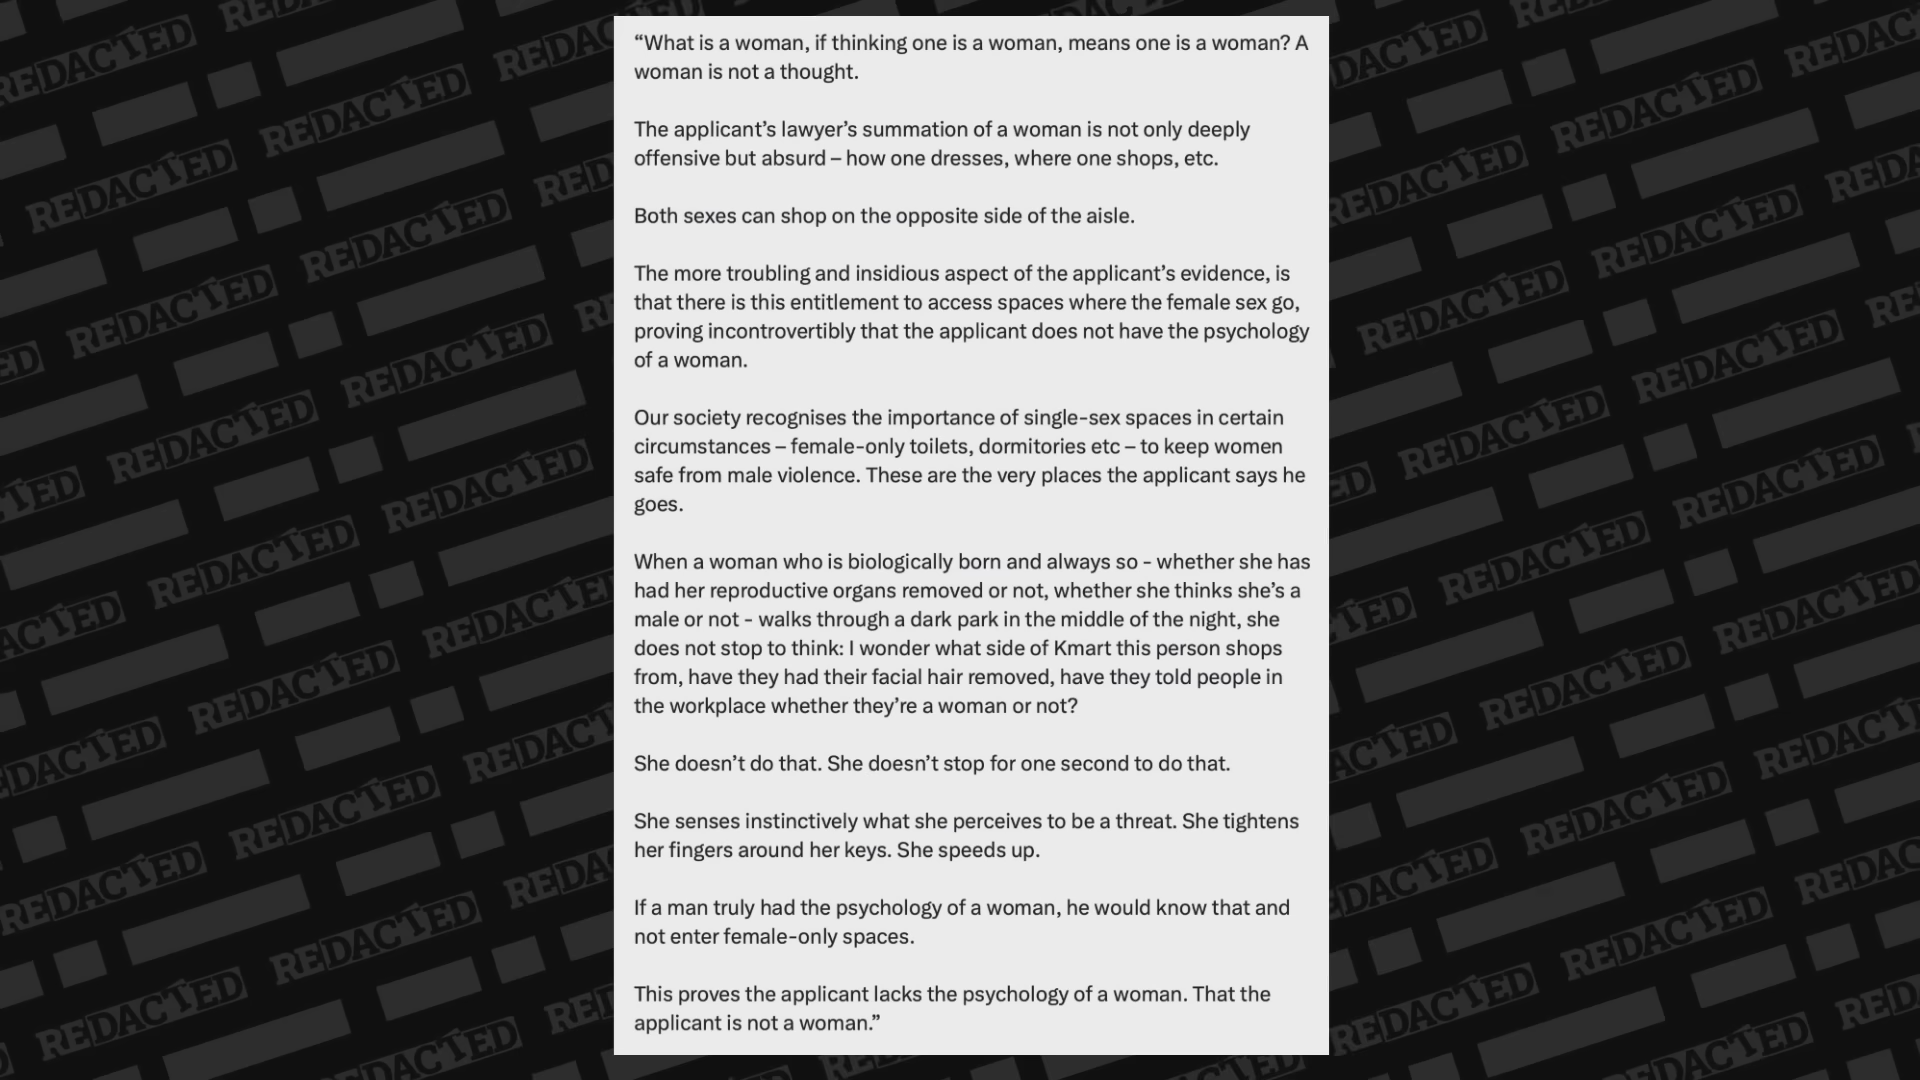 “What is a woman, if thinking one is a woman, means one is a woman? A
woman is not a thought.
The applicant’s lawyer’s summation of a woman is not only deeply
offensive but absurd – how one dresses, where one shops, etc.
Both sexes can shop on the opposite side of the aisle.
The more troubling and insidious aspect of the applicant’s evidence, is
that there is this entitlement to access spaces where the female sex go,
proving incontrovertibly that the applicant does not have the psychology
of a woman.
Our society recognises the importance of single-sex spaces in certain
circumstances – female-only toilets, dormitories etc – to keep women
safe from male violence. These are the very places the applicant says he
goes.
When a woman who is biologically born and always so - whether she has
had her reproductive organs removed or not, whether she thinks she’s a
male or not - walks through a dark park in the middle of the night, she
does not stop to think: I wonder what side of Kmart this person shops
from, have they had their facial hair removed, have they told people in
the workplace whether they’re a woman or not?
She doesn’t do that. She doesn’t stop for one second to do that.
She senses instinctively what she perceives to be a threat. She tightens
her fingers around her keys. She speeds up.
If a man truly had the psychology of a woman, he would know that and
not enter female-only spaces.
This proves the applicant lacks the psychology of a woman. That the
applicant is not a woman.”
REDACTED